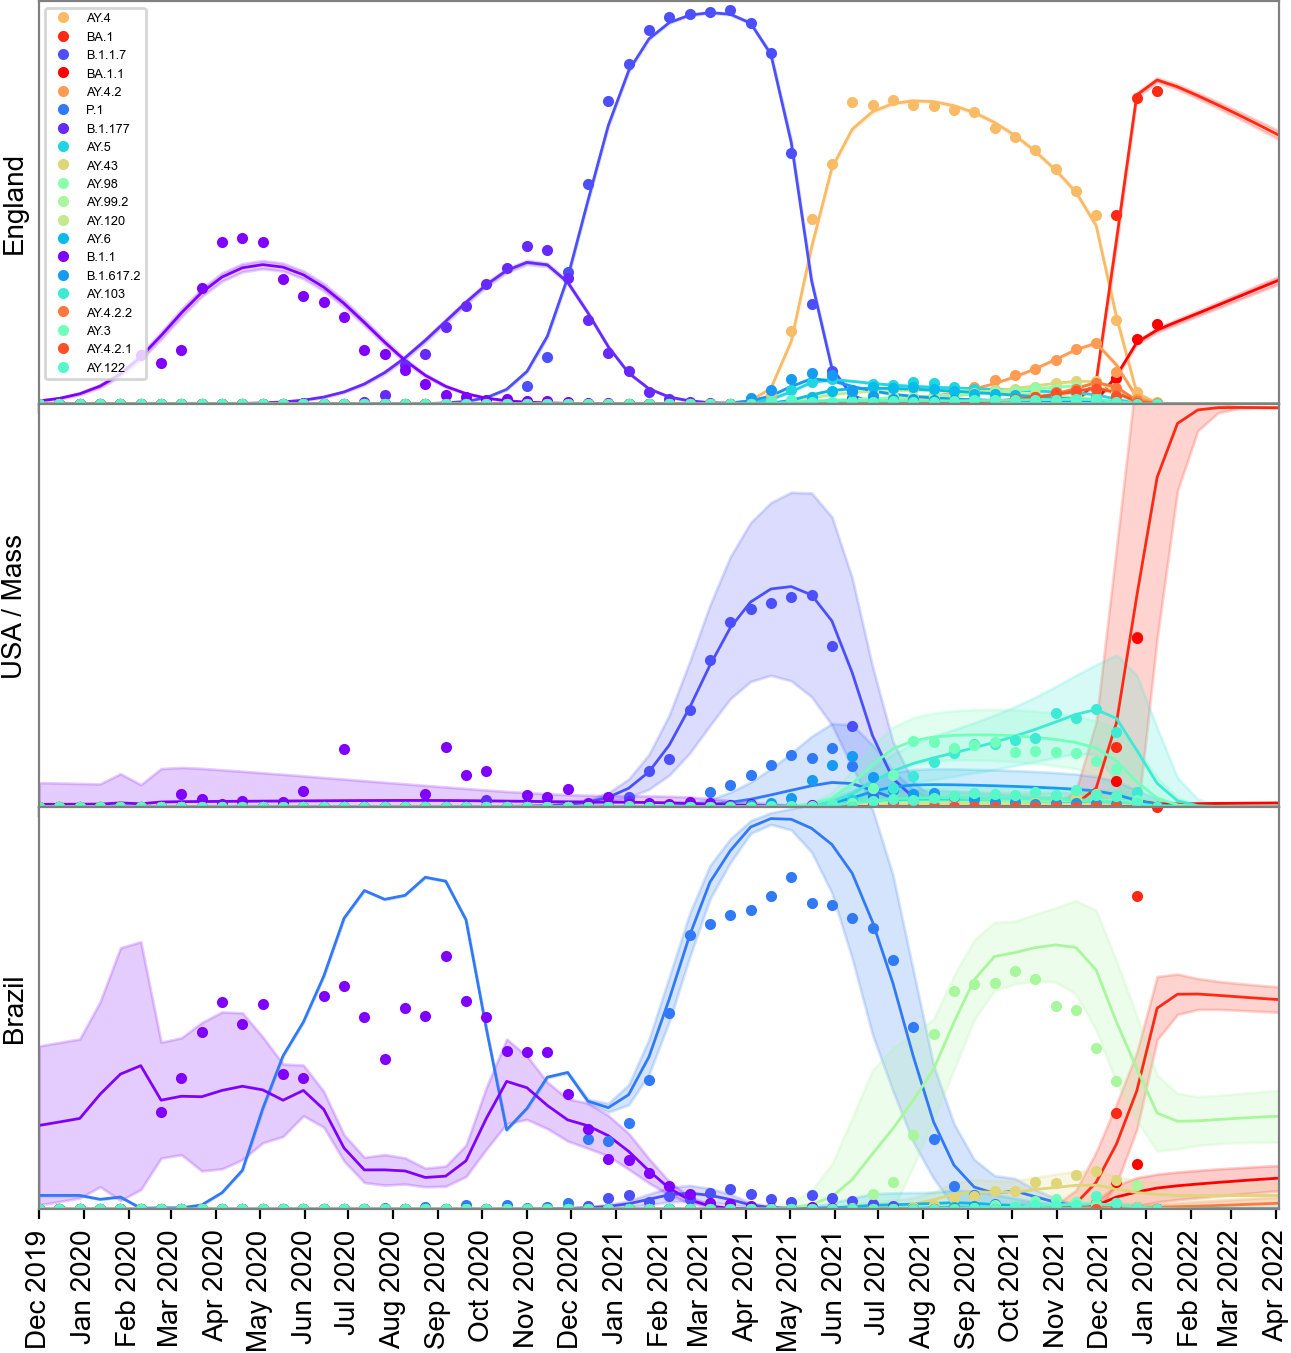 AY.4
BA.1
B.1.1.7
BA.1.1
AY.4.2
P.1
B.1.177
AY.5
AY.43
AY.98
AY.99.2
AY.120
AY.6
B.1.1
B.1.617.2
AY.103
AY.4.2.2
AY.3
AY.4.2.1
AY.122
England
USA / Mass
Brazil
Dec 2019
Jan 2020
Feb 2020
Mar 2020
Apr 2020
May 2020
Jun 2020
Jul 2020
Aug 2020
Sep 2020
Oct 2020
Nov 2020
Dec 2020
Jan 2021
Feb 2021
Mar 2021
Apr 2021
May 2021
Jun 2021
Jul 2021
Aug 2021
Sep 2021
Oct 2021
Nov 2021
Dec 2021
Jan 2022
Feb 2022
Mar 2022
Apr 2022